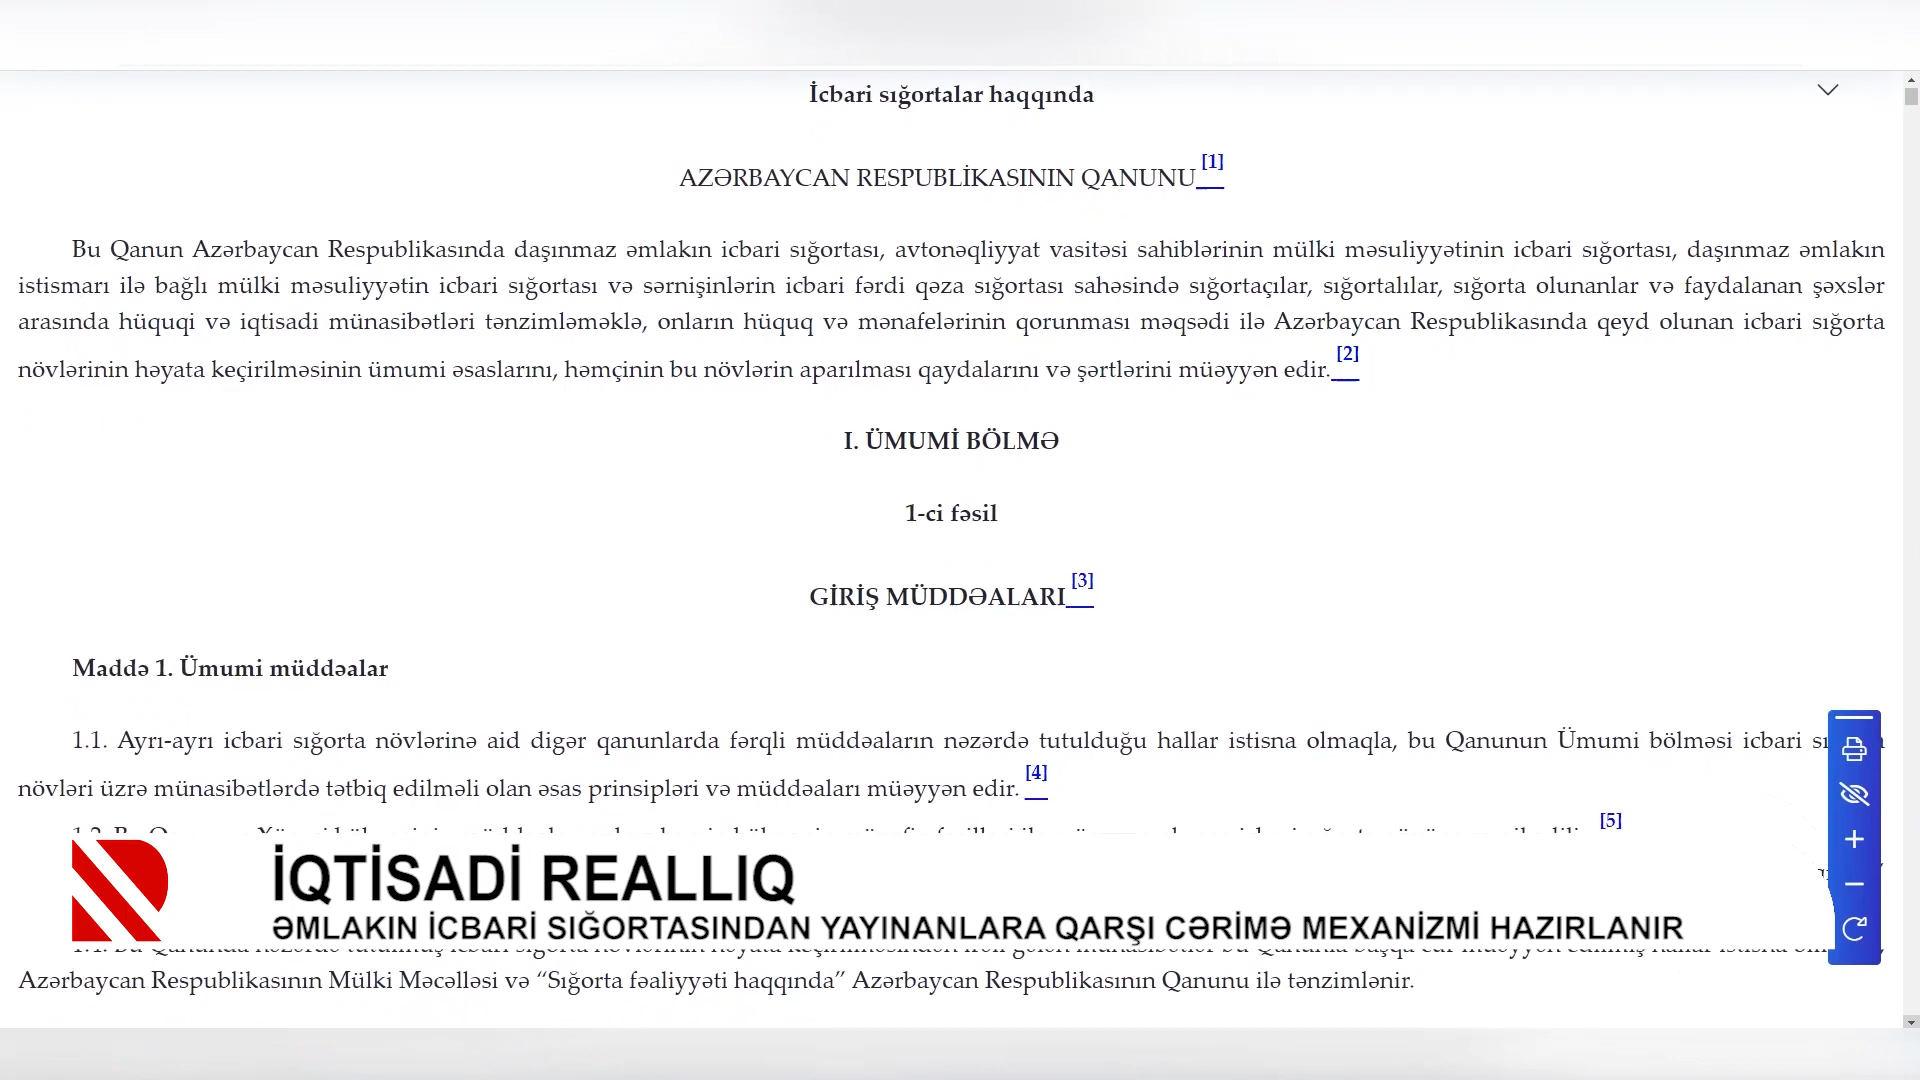 İcbari sığortalar haqqında
AZƏRBAYCAN RESPUBLİKASININ QANUNU[1]
Bu Qanun Azərbaycan Respublikasında daşınmaz əmlakın icbari sığortası, avtonəqliyyat vasitəsi sahiblərinin mülki məsuliyyətinin icbari sığortası, daşınmaz əmlakın
istismarı ilə bağlı mülki məsuliyyətin icbari sığortası və sərnişinlərin icbari fərdi qəza sığortası sahəsində sığortaçılar, sığortalılar, sığorta olunanlar və faydalanan şəxslər
arasında hüquqi və iqtisadi münasibətləri tənzimləməklə, onların hüquq və mənafelərinin qorunması məqsədi ilə Azərbaycan Respublikasında qeyd olunan icbari sığorta
növlərinin həyata keçirilməsinin ümumi əsaslarını, həmçinin bu növlərin aparılması qaydalarını və şərtlərini müəyyən edir.[2]
I. ÜMUMİ BÖLMƏ
1-ci fəsil
GİRİŞ MÜDDƏALARI[3]
Maddə 1. Ümumi müddəalar
1.1. Ayrı-ayrı icbari sığorta növlərinə aid digər qanunlarda fərqli müddəaların nəzərdə tutulduğu hallar istisna olmaqla, bu Qanunun Ümumi bölməsi icbari
növləri üzrə münasibətlərdə tətbiq edilməli olan əsas prinsipləri və müddəaları müəyyən edir. [4]
[5]
İQTİSADİ REALLIQ
ƏMLAKIN İCBARİ SIĞORTASINDAN YAYINANLARA QARŞI CƏRİMƏ MEXANİZMİ HAZIRLANIR
Azərbaycan Respublikasının Mülki Məcəlləsi və “Sığorta fəaliyyəti haqqında” Azərbaycan Respublikasının Qanunu ilə tənzimlənir.